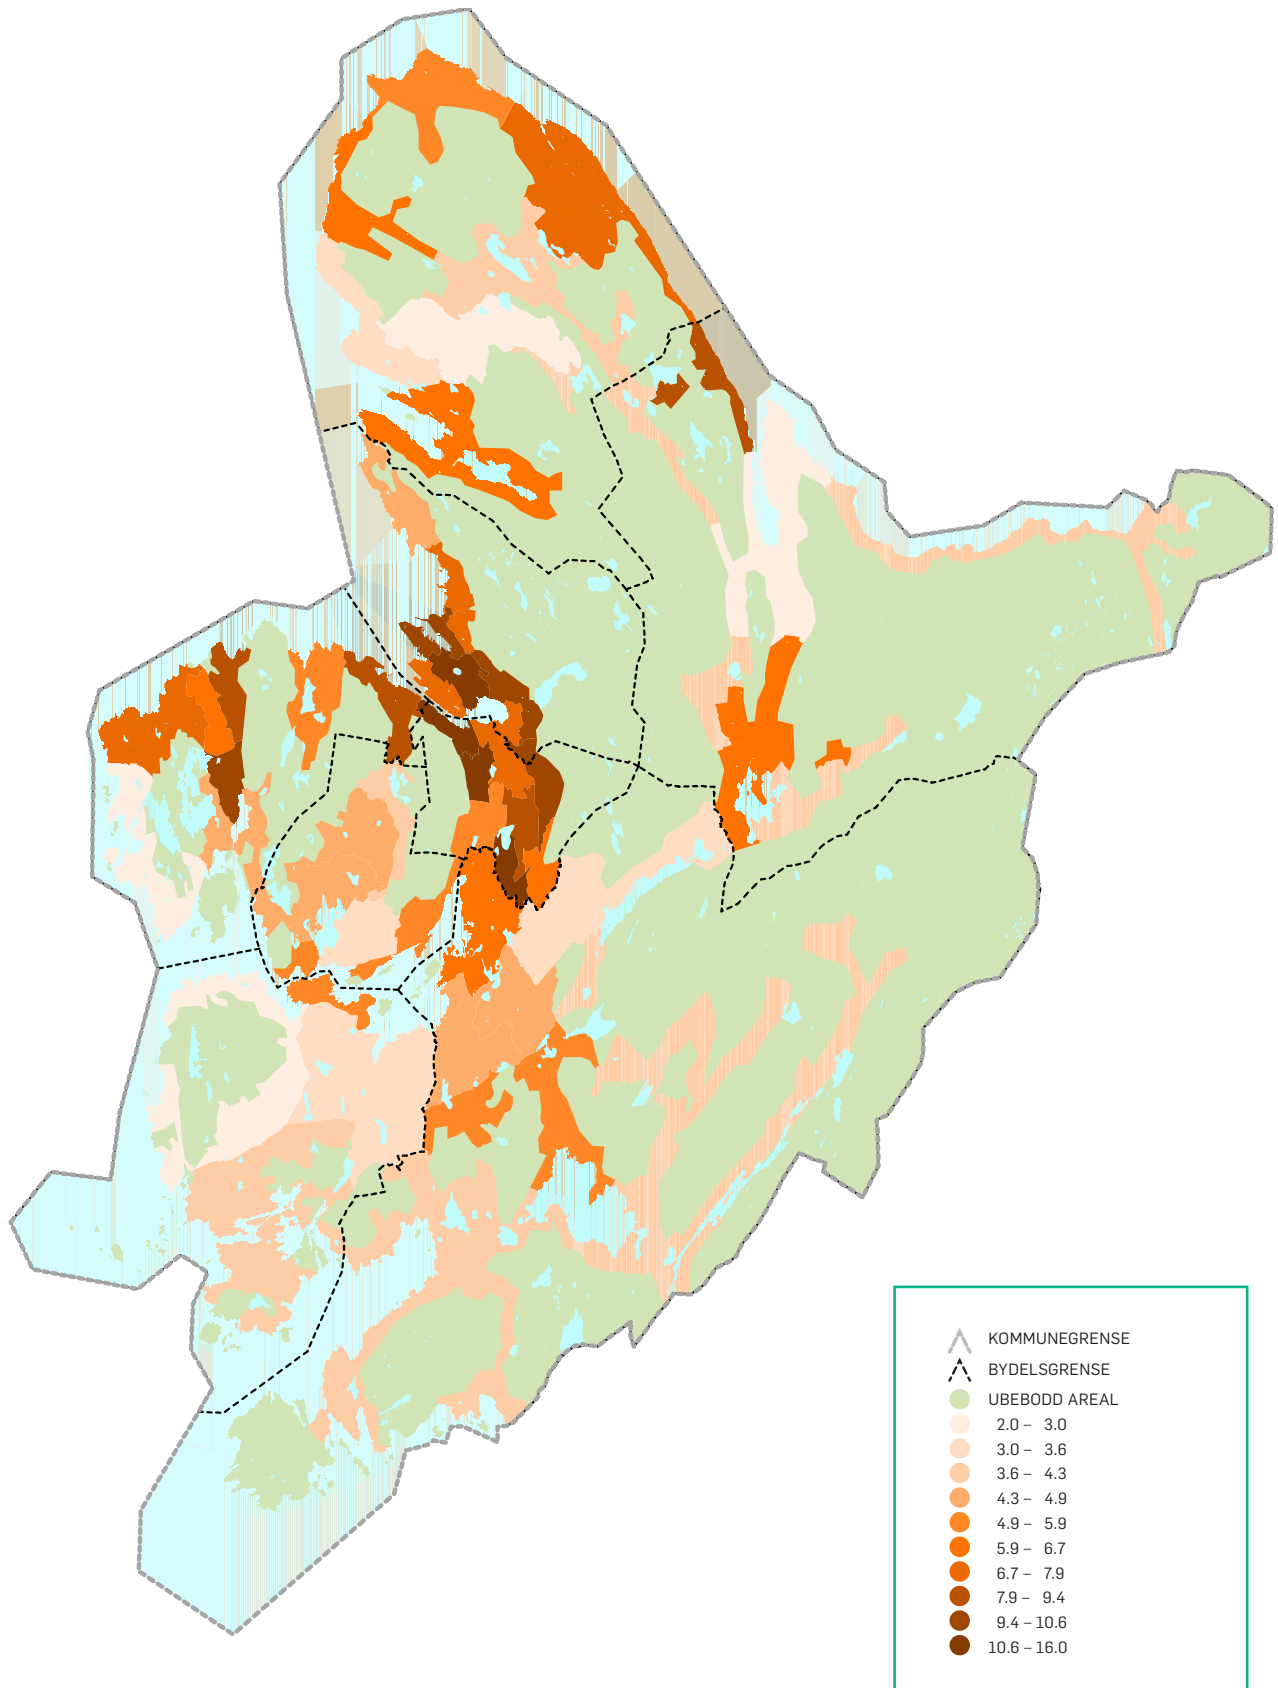 KOMMUNEGRENSE
BYDELSGRENSE
UBEBODD AREAL
2.0 – 3.0
3.0 – 3.6
3.6 – 4.3
4.3 – 4.9
4.9 – 5.9
5.9 – 6.7
6.7 – 7.9
7.9 – 9.4
9.4 – 10.6
10.6 – 16.0